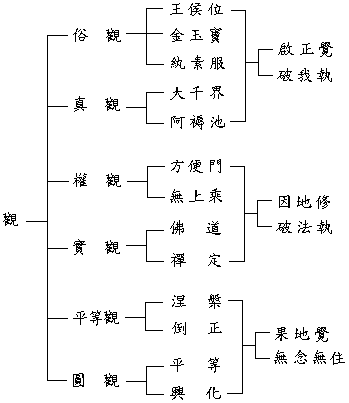 觀
俗觀
王侯位
金玉寶
紈素服
真觀
大千界
阿褥池
啟正覺
破我執
權觀
方便門
無上乘
實觀
佛道
禪定
因地修
破法執
平等觀
涅槃
倒正
圓觀
平等
興化
果地覺
無念無住